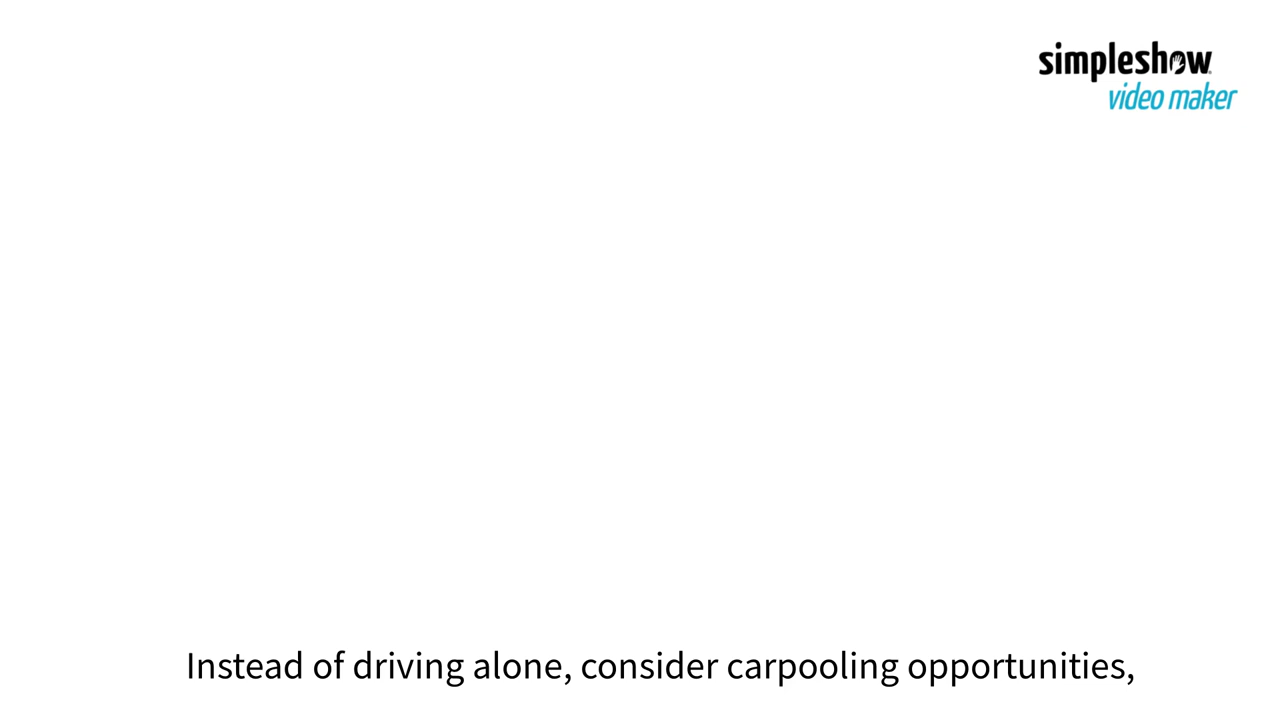 simpleshow
video maker
Instead of driving alone, consider carpooling opportunities,